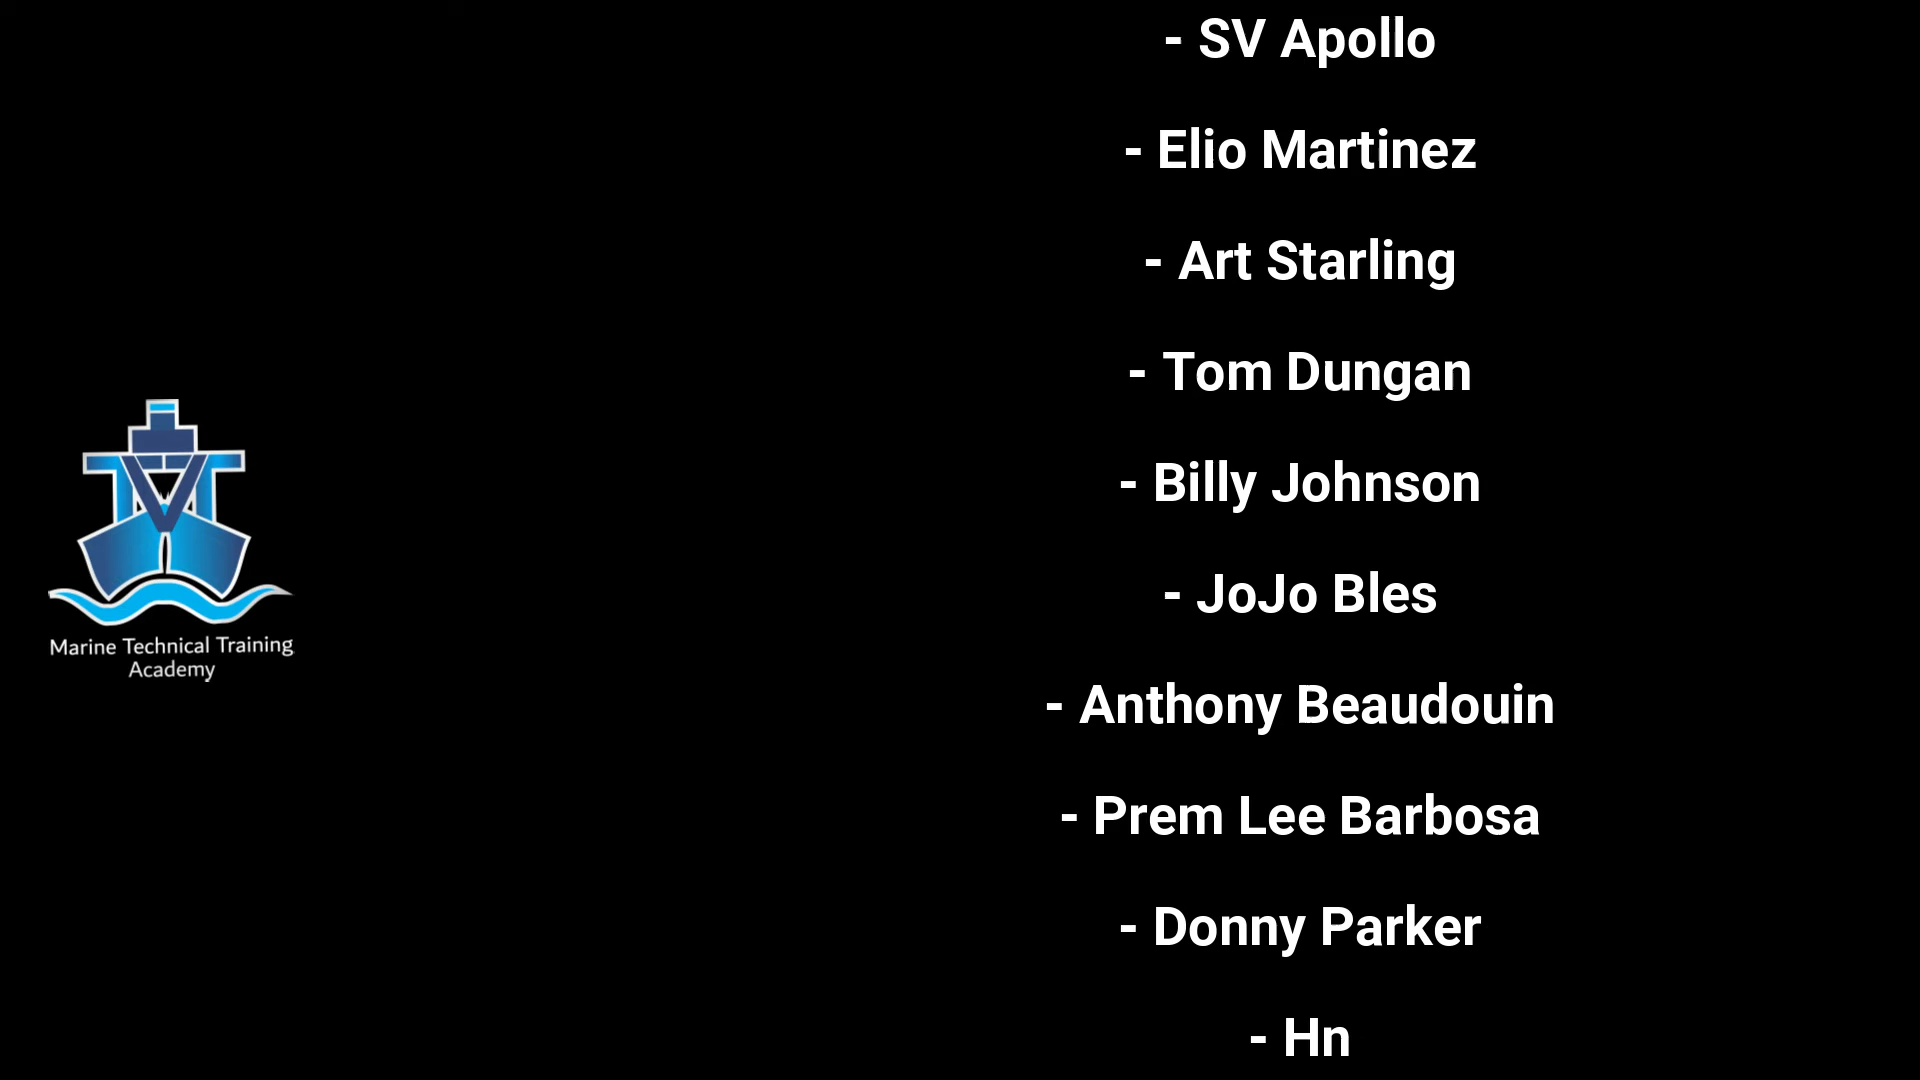 - SV Apollo
- Elio Martinez
- Art Starling
- Tom Dungan
- Billy Johnson
- JoJo Bles
- Anthony Beaudouin
- Prem Lee Barbosa
- Donny Parker
- Hn
Marine Technical Training
Academy